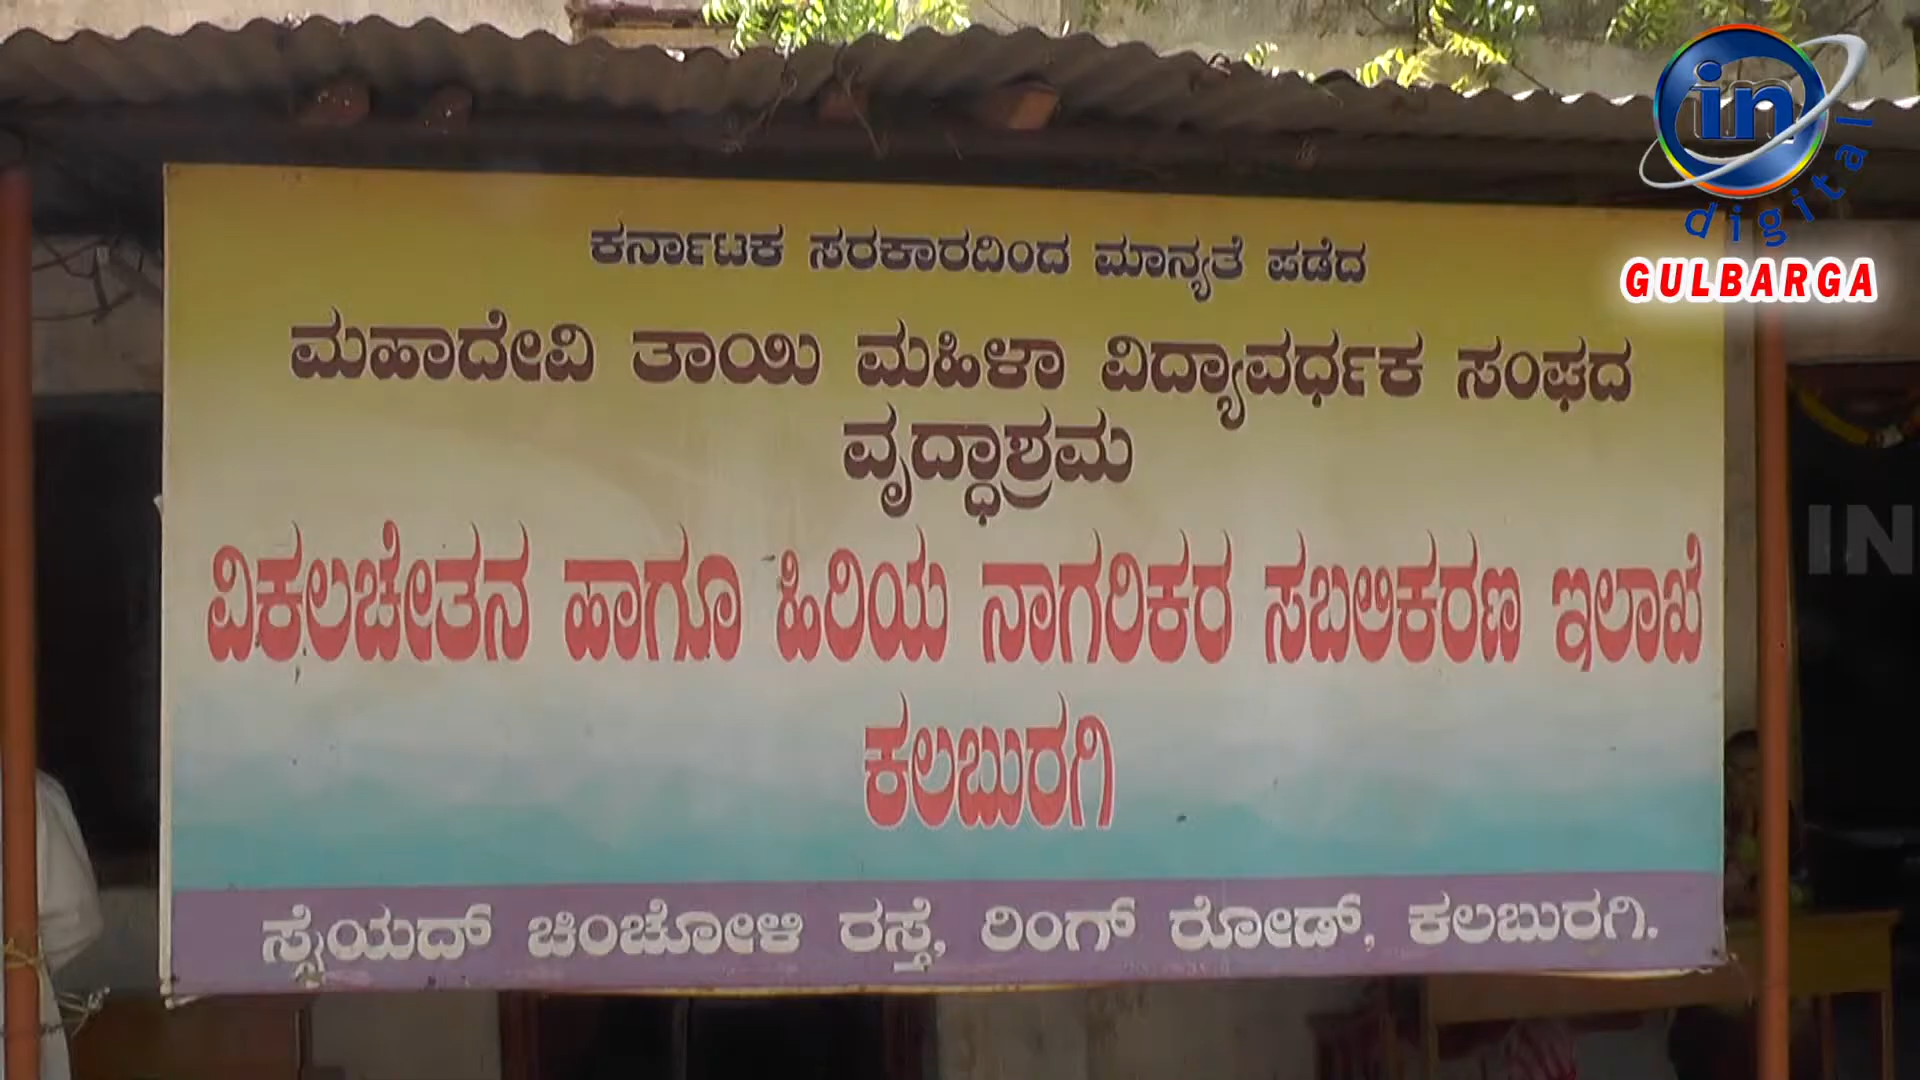 ಕರ್ನಾಟಕ ಸರಕಾರದಿಂದ ಮಾನ್ಯತೆ ಪಡೆದ
ಮಹಾದೇವಿ ತಾಯಿ ಮಹಿಳಾ ವಿದ್ಯಾವರ್ಧಕ ಸಂಘದ
ವೃದ್ಧಾಶ್ರಮ
ವಿಕಲಚೇತನ ಹಾಗೂ ಹಿರಿಯ ನಾಗರಿಕರ ಸಬಲಿಕರಣ ಇಲಾಖೆ
ಕಲಬುರಗಿ
ಸೈಯದ್ ಚಿಂಚೋಳಿ ರಸ್ತೆ, ರಿಂಗ್ ರೋಡ್, ಕಲಬುರಗಿ.
in
digital
GULBARGA
IN